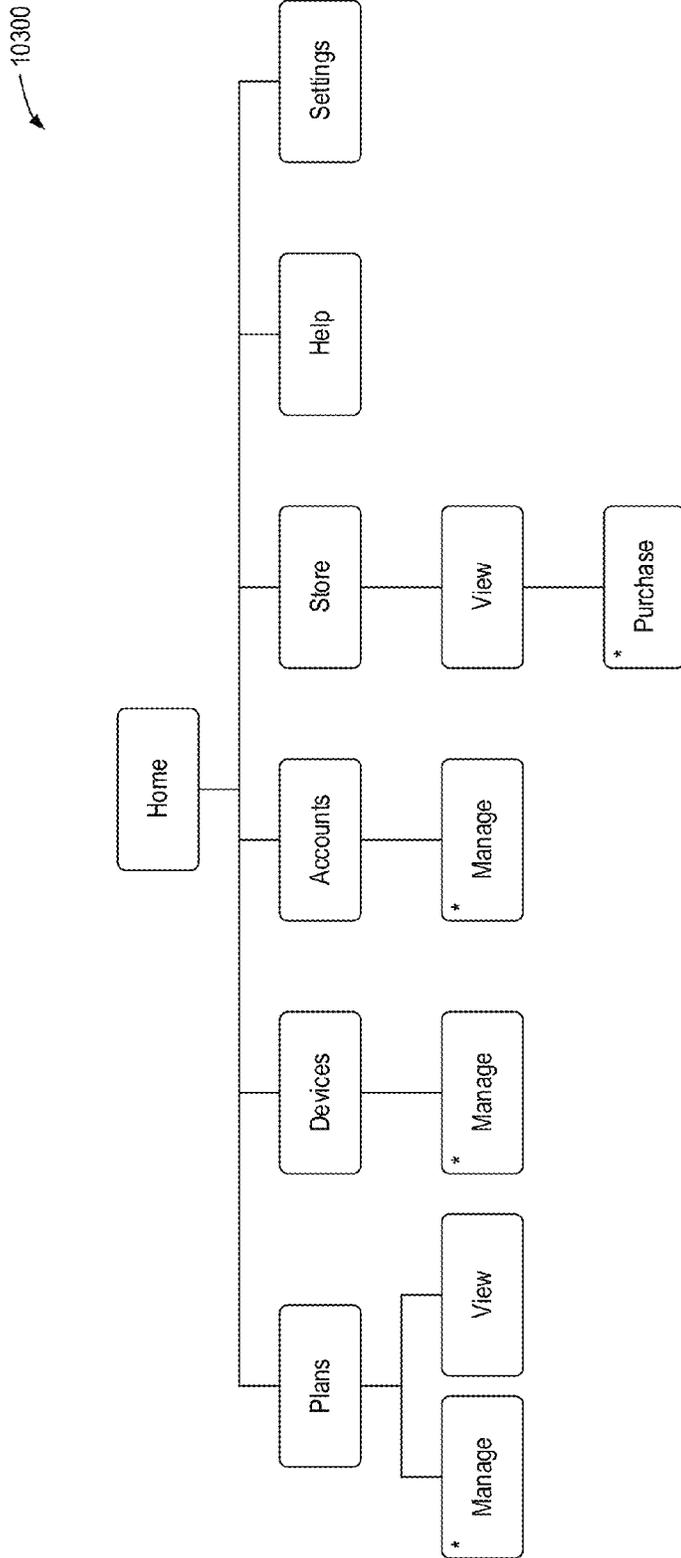 10300
Home
Plans
Devices
Accounts
Store
Help
Settings
* Manage
View
* Manage
* Manage
View
* Purchase